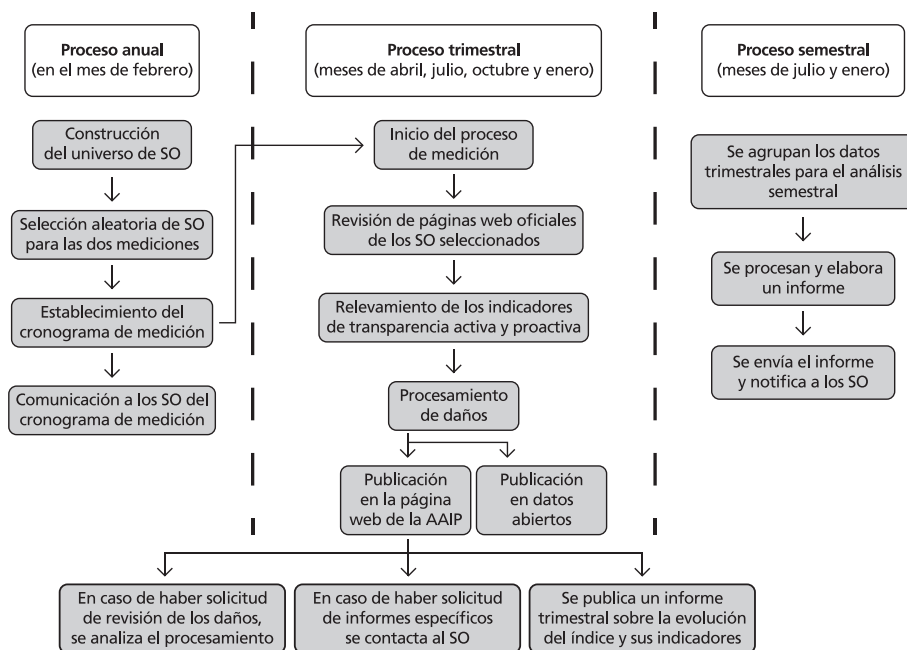 Proceso anual
(en el mes de febrero)
Construcción
del universo de SO
Selección aleatoria de SO
para las dos mediciones
Establecimiento del
cronograma de medición
Comunicación a los SO del
cronograma de medición
Proceso trimestral
(meses de abril, julio, octubre y enero)
Inicio del proceso
de medición
Revisión de páginas web oficiales
de los SO seleccionados
Relevamiento de los indicadores
de transparencia activa y proactiva
Procesamiento
de daños
Publicación
en la página
web de la AAIP
Publicación
en datos
abiertos
En caso de haber solicitud
de revisión de los daños,
se analiza el procesamiento
En caso de haber solicitud
de informes específicos
se contacta al SO
Se publica un informe
trimestral sobre la evolución
del índice y sus indicadores
Proceso semestral
(meses de julio y enero)
Se agrupan los datos
trimestrales para el análisis
semestral
Se procesan y elabora
un informe
Se envía el informe
y notifica a los SO